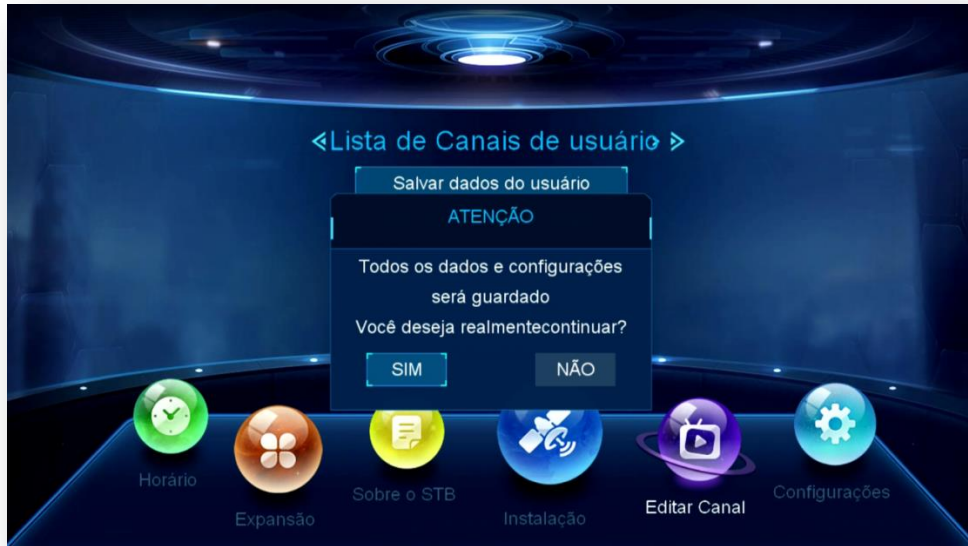 Lista de Canais de usuário
Salvar dados do usuário
ATENÇÃO
Todos os dados e configurações
será guardado
Você deseja realmentecontinuar?
SIM
NÃO
Horário
Expansão
Sobre o STB
Instalação
Editar Canal
Configurações